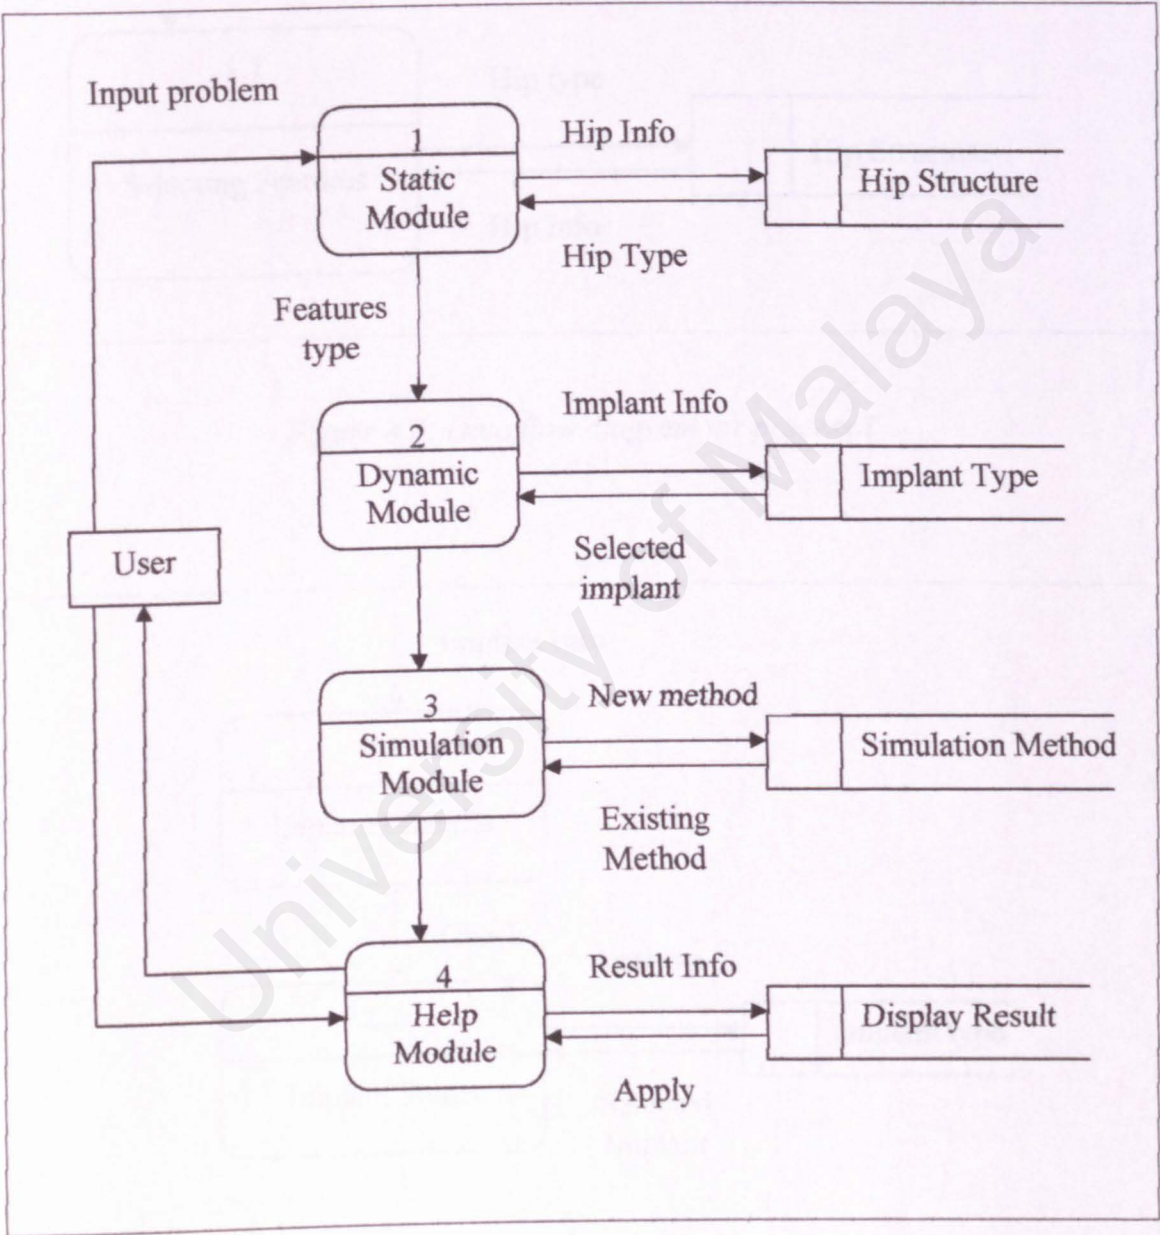 Input problem
1
Static
Module
Hip Info
Hip Structure
Hip Type
Features
type
2
Dynamic
Module
Implant Info
Implant Type
Selected
implant
User
3
Simulation
Module
New method
Simulation Method
Existing
Method
4
Help
Module
Result Info
Display Result
Apply
University of Malaya